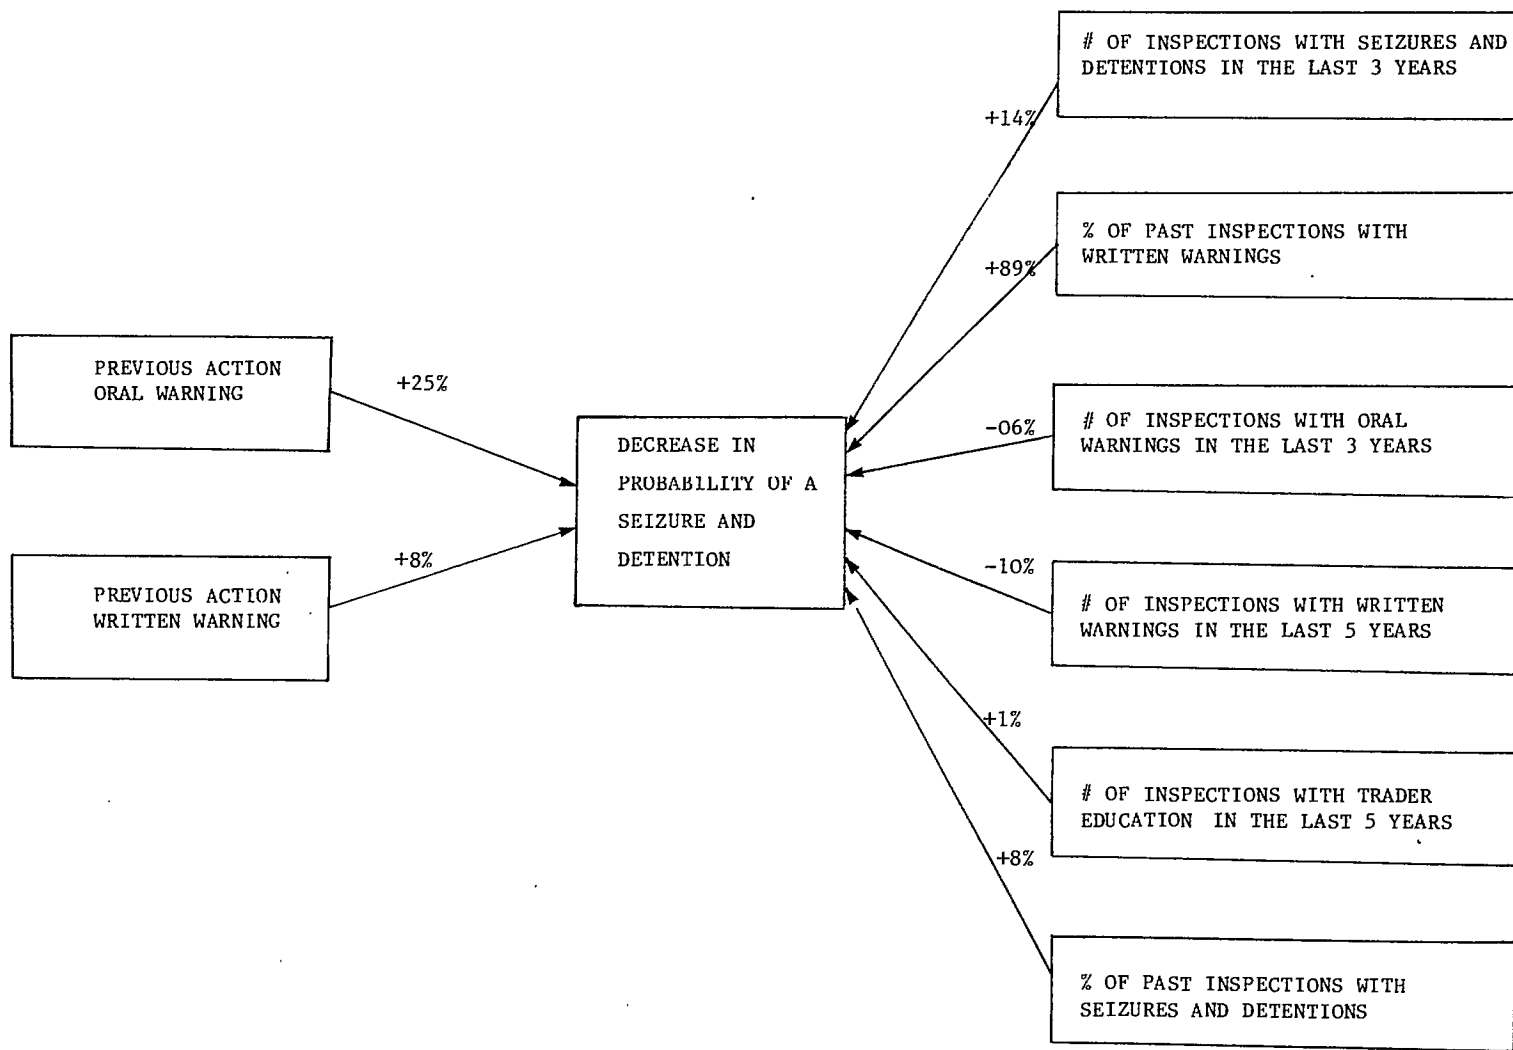 # OF INSPECTIONS WITH SEIZURES AND
DETENTIONS IN THE LAST 3 YEARS
+14%
% OF PAST INSPECTIONS WITH
WRITTEN WARNINGS
+89%
PREVIOUS ACTION
ORAL WARNING
+25%
# OF INSPECTIONS WITH ORAL
WARNINGS IN THE LAST 3 YEARS
-06%
DECREASE IN
PROBABILITY OF A
SEIZURE AND
DETENTION
PREVIOUS ACTION
WRITTEN WARNING
+8%
-10%
# OF INSPECTIONS WITH WRITTEN
WARNINGS IN THE LAST 5 YEARS
+1%
# OF INSPECTIONS WITH TRADER
EDUCATION IN THE LAST 5 YEARS
+8%
% OF PAST INSPECTIONS WITH
SEIZURES AND DETENTIONS